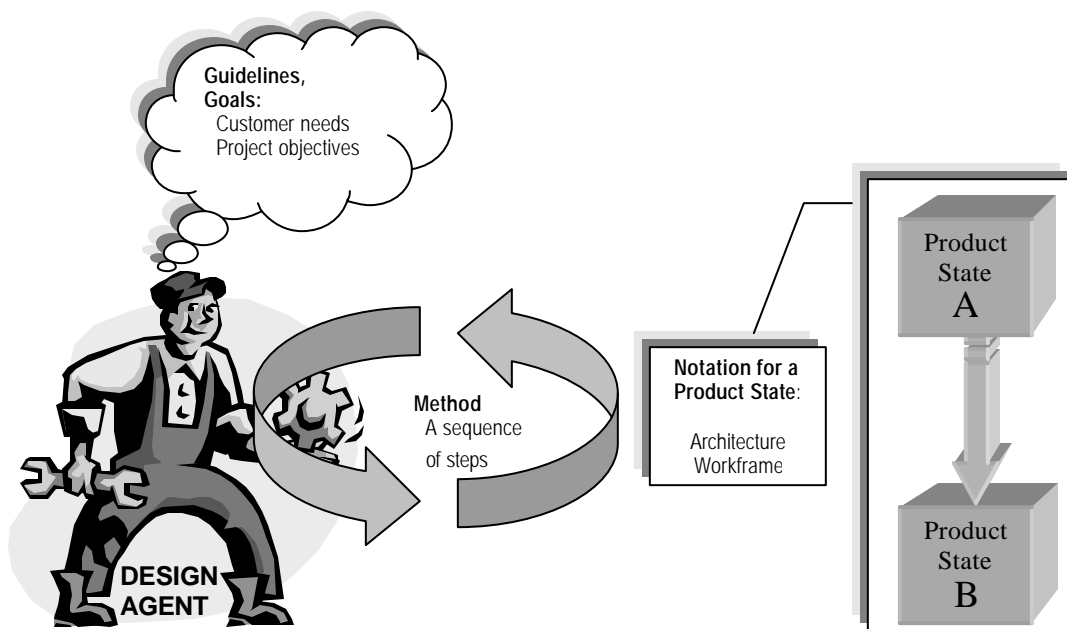 Guidelines,
Goals:
Customer needs
Project objectives
Method
A sequence
of steps
DESIGN
AGENT
Notation for a
Product State:
Architecture
Workframe
Product
State
A
Product
State
B